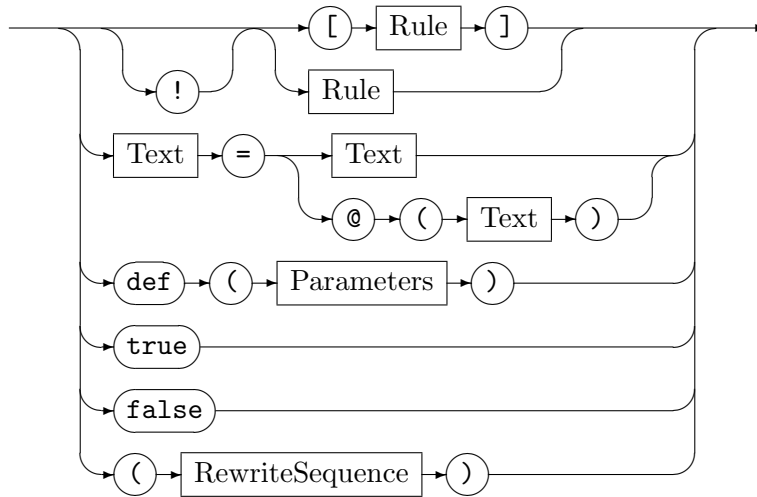 [ Rule ]
! Rule
Text = Text
@ ( Text )
def ( Parameters )
true
false
( RewriteSequence )